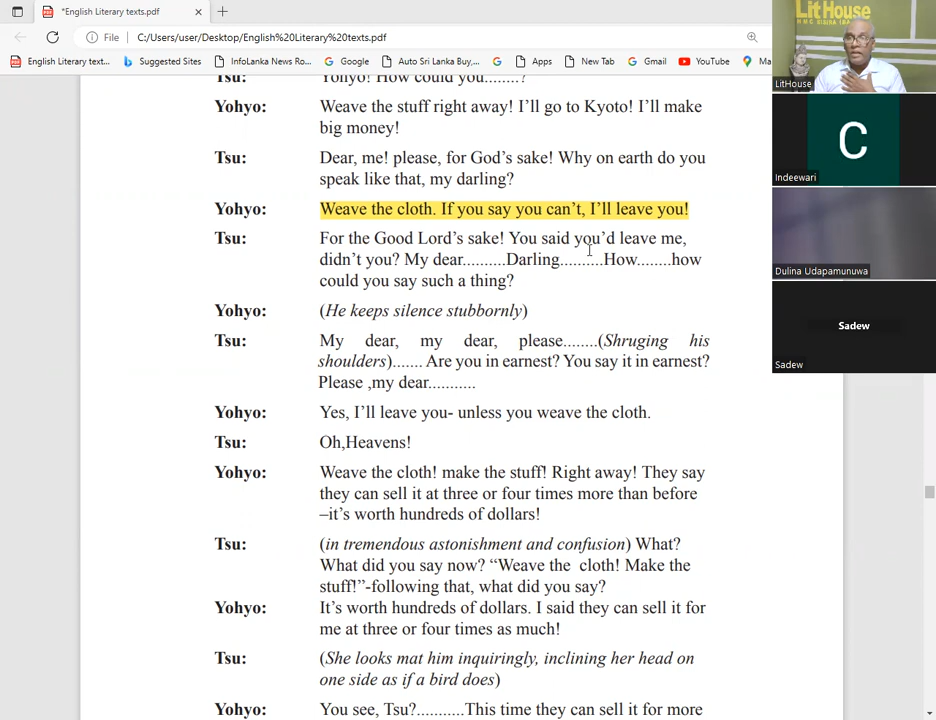 *English Literary texts.pdf
File C:/Users/user/Desktop/English%20Literary%20texts.pdf
English Literary text... Suggested Sites InfoLanka News Ro... Google Auto Sri Lanka Buy,... Apps New Tab Gmail YouTube Ma
Tsu: Yohyo! How could you........?
Yohyo: Weave the stuff right away! I'll go to Kyoto! I'll make
big money!
Tsu: Dear, me! please, for God's sake! Why on earth do you
speak like that, my darling?
Yohyo: Weave the cloth. If you say you can't, I'll leave you!
Tsu: For the Good Lord's sake! You said you'd leave me,
didn't you? My dear.........Darling..........How........how
could you say such a thing?
Yohyo: (He keeps silence stubbornly)
Tsu: My dear, my dear, please........(Shruging his
shoulders)....... Are you in earnest? You say it in earnest?
Please ,my dear...........
Yohyo: Yes, I'll leave you- unless you weave the cloth.
Tsu: Oh,Heavens!
Yohyo: Weave the cloth! make the stuff! Right away! They say
they can sell it at three or four times more than before
–it's worth hundreds of dollars!
Tsu: (in tremendous astonishment and confusion) What?
What did you say now? “Weave the cloth! Make the
stuff!”-following that, what did you say?
Yohyo: It's worth hundreds of dollars. I said they can sell it for
me at three or four times as much!
Tsu: (She looks mat him inquiringly, inclining her head on
one side as if a bird does)
Yohyo: You see, Tsu?...........This time they can sell it for more
LitHouse
LitHouse
C
Indeewari
Dulina Udapamunuwa
Sadew
Sadew